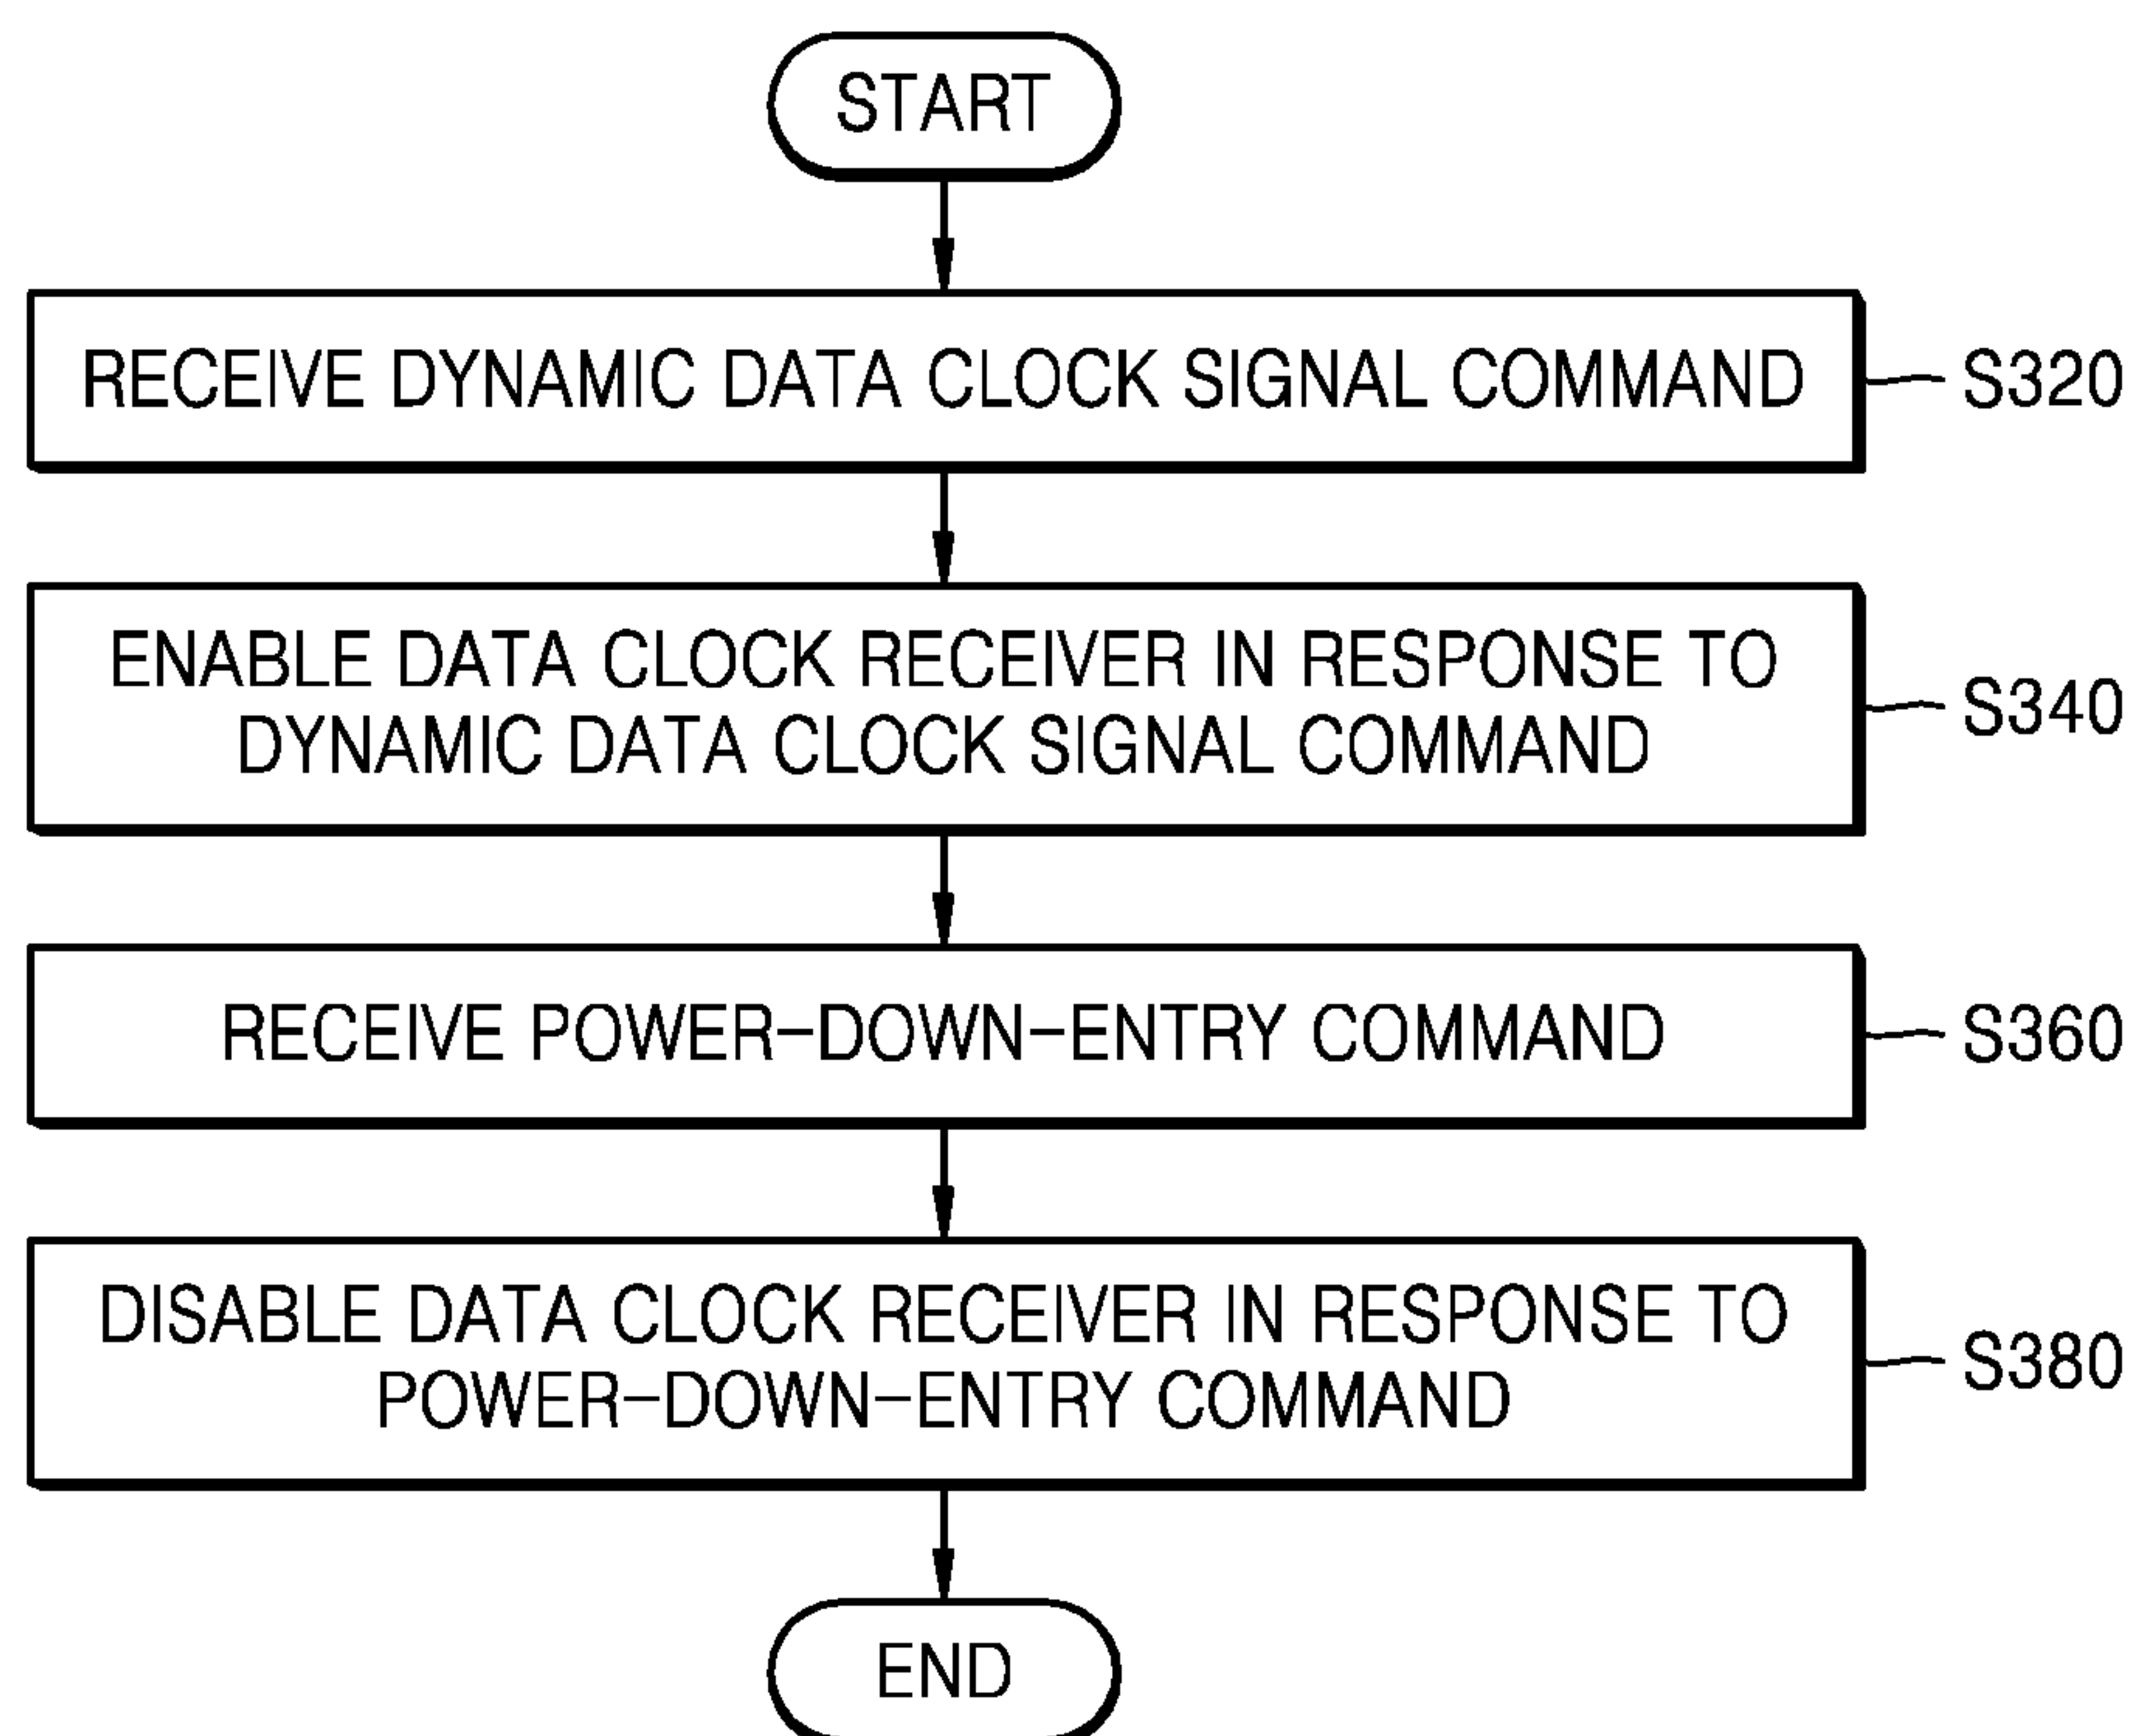 START
RECEIVE DYNAMIC DATA CLOCK SIGNAL COMMAND
S320
ENABLE DATA CLOCK RECEIVER IN RESPONSE TO
DYNAMIC DATA CLOCK SIGNAL COMMAND
S340
RECEIVE POWER-DOWN-ENTRY COMMAND
S360
DISABLE DATA CLOCK RECEIVER IN RESPONSE TO
POWER-DOWN-ENTRY COMMAND
S380
END